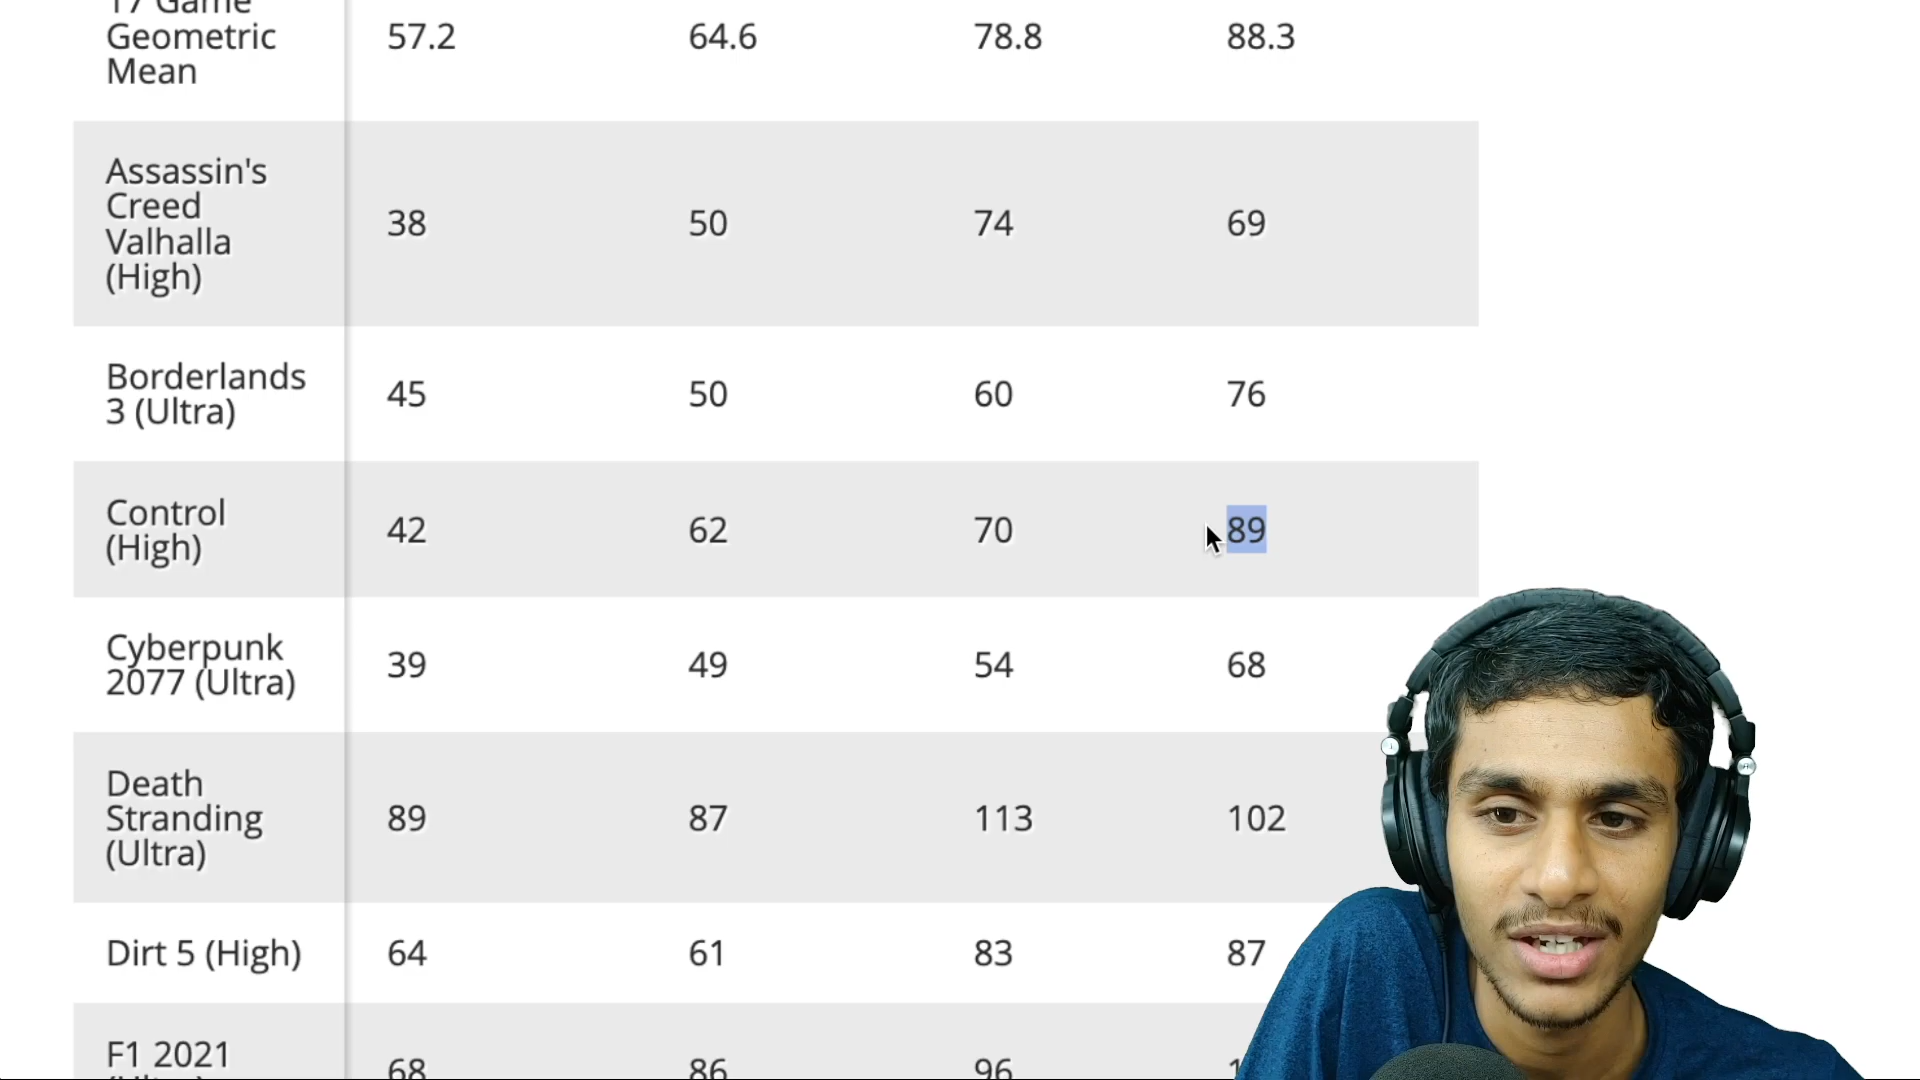 17 Game
Geometric
Mean
57.2 64.6 78.8 88.3
Assassin's
Creed
Valhalla
(High)
38 50 74 69
Borderlands
3 (Ultra)
45 50 60 76
Control
(High)
42 62 70 89
Cyberpunk
2077 (Ultra)
39 49 54 68
Death
Stranding
(Ultra)
89 87 113 102
Dirt 5 (High) 64 61 83 87
F1 2021
68 86 96